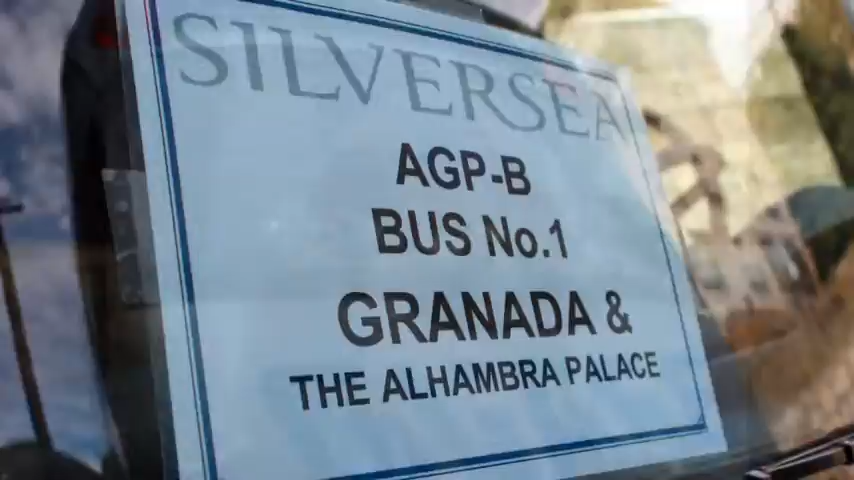 SILVERSEA
AGP-B
BUS No.1
GRANADA &
THE ALHAMBRA PALACE